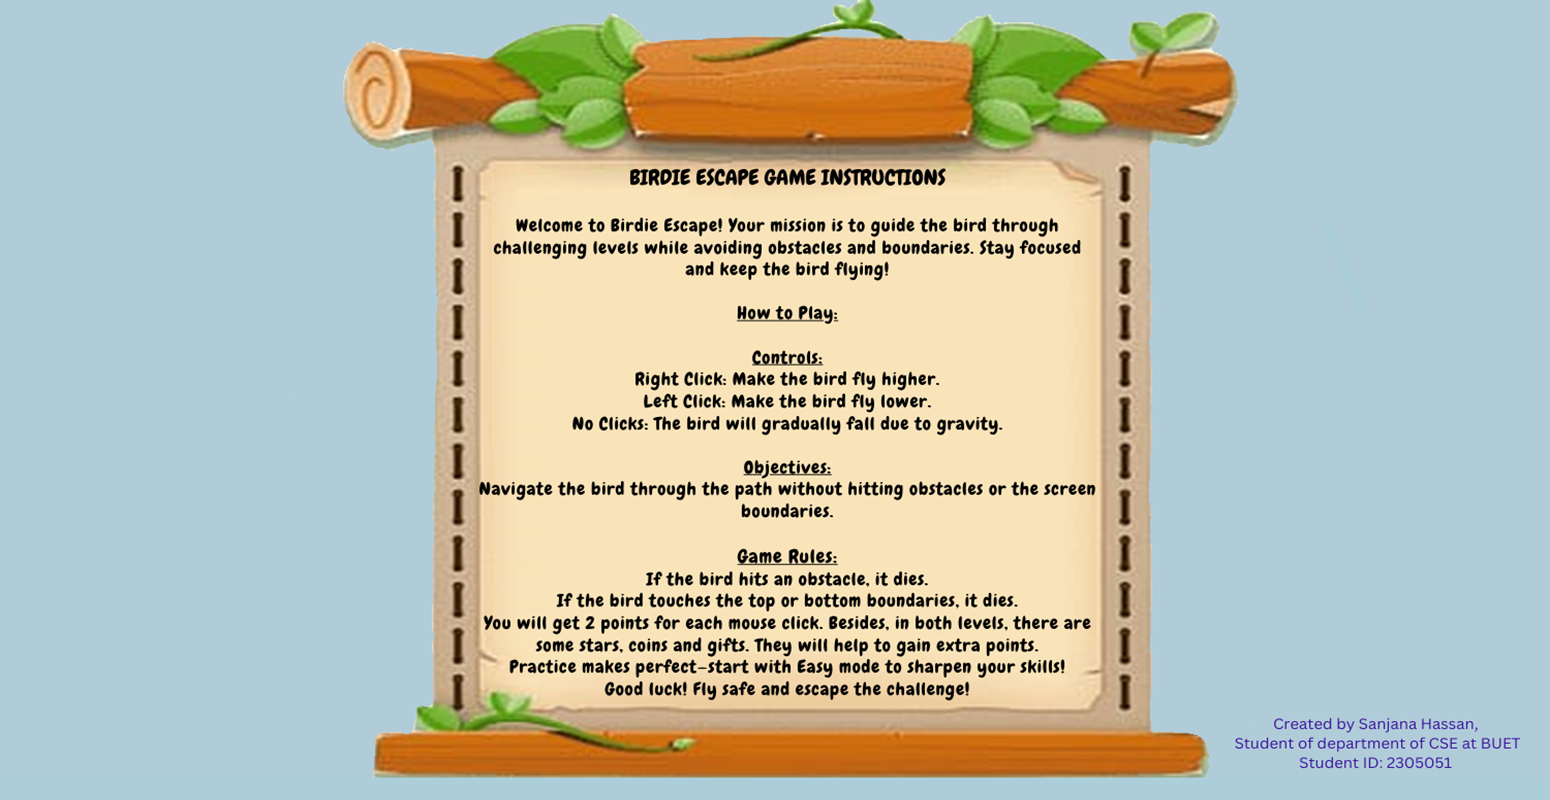 BIRDIE ESCAPE GAME INSTRUCTIONS
Welcome to Birdie Escape! Your mission is to guide the bird through
challenging levels while avoiding obstacles and boundaries. Stay focused
and keep the bird flying!
How to Play:
Controls:
Right Click: Make the bird fly higher.
Left Click: Make the bird fly lower.
No Clicks: The bird will gradually fall due to gravity.
Objectives:
Navigate the bird through the path without hitting obstacles or the screen
boundaries.
Game Rules:
If the bird hits an obstacle, it dies.
If the bird touches the top or bottom boundaries, it dies.
You will get 2 points for each mouse click. Besides, in both levels, there are
some stars, coins and gifts. They will help to gain extra points.
Practice makes perfect–start with Easy mode to sharpen your skills!
Good luck! Fly safe and escape the challenge!
Created by Sanjana Hassan,
Student of department of CSE at BUET
Student ID: 2305051